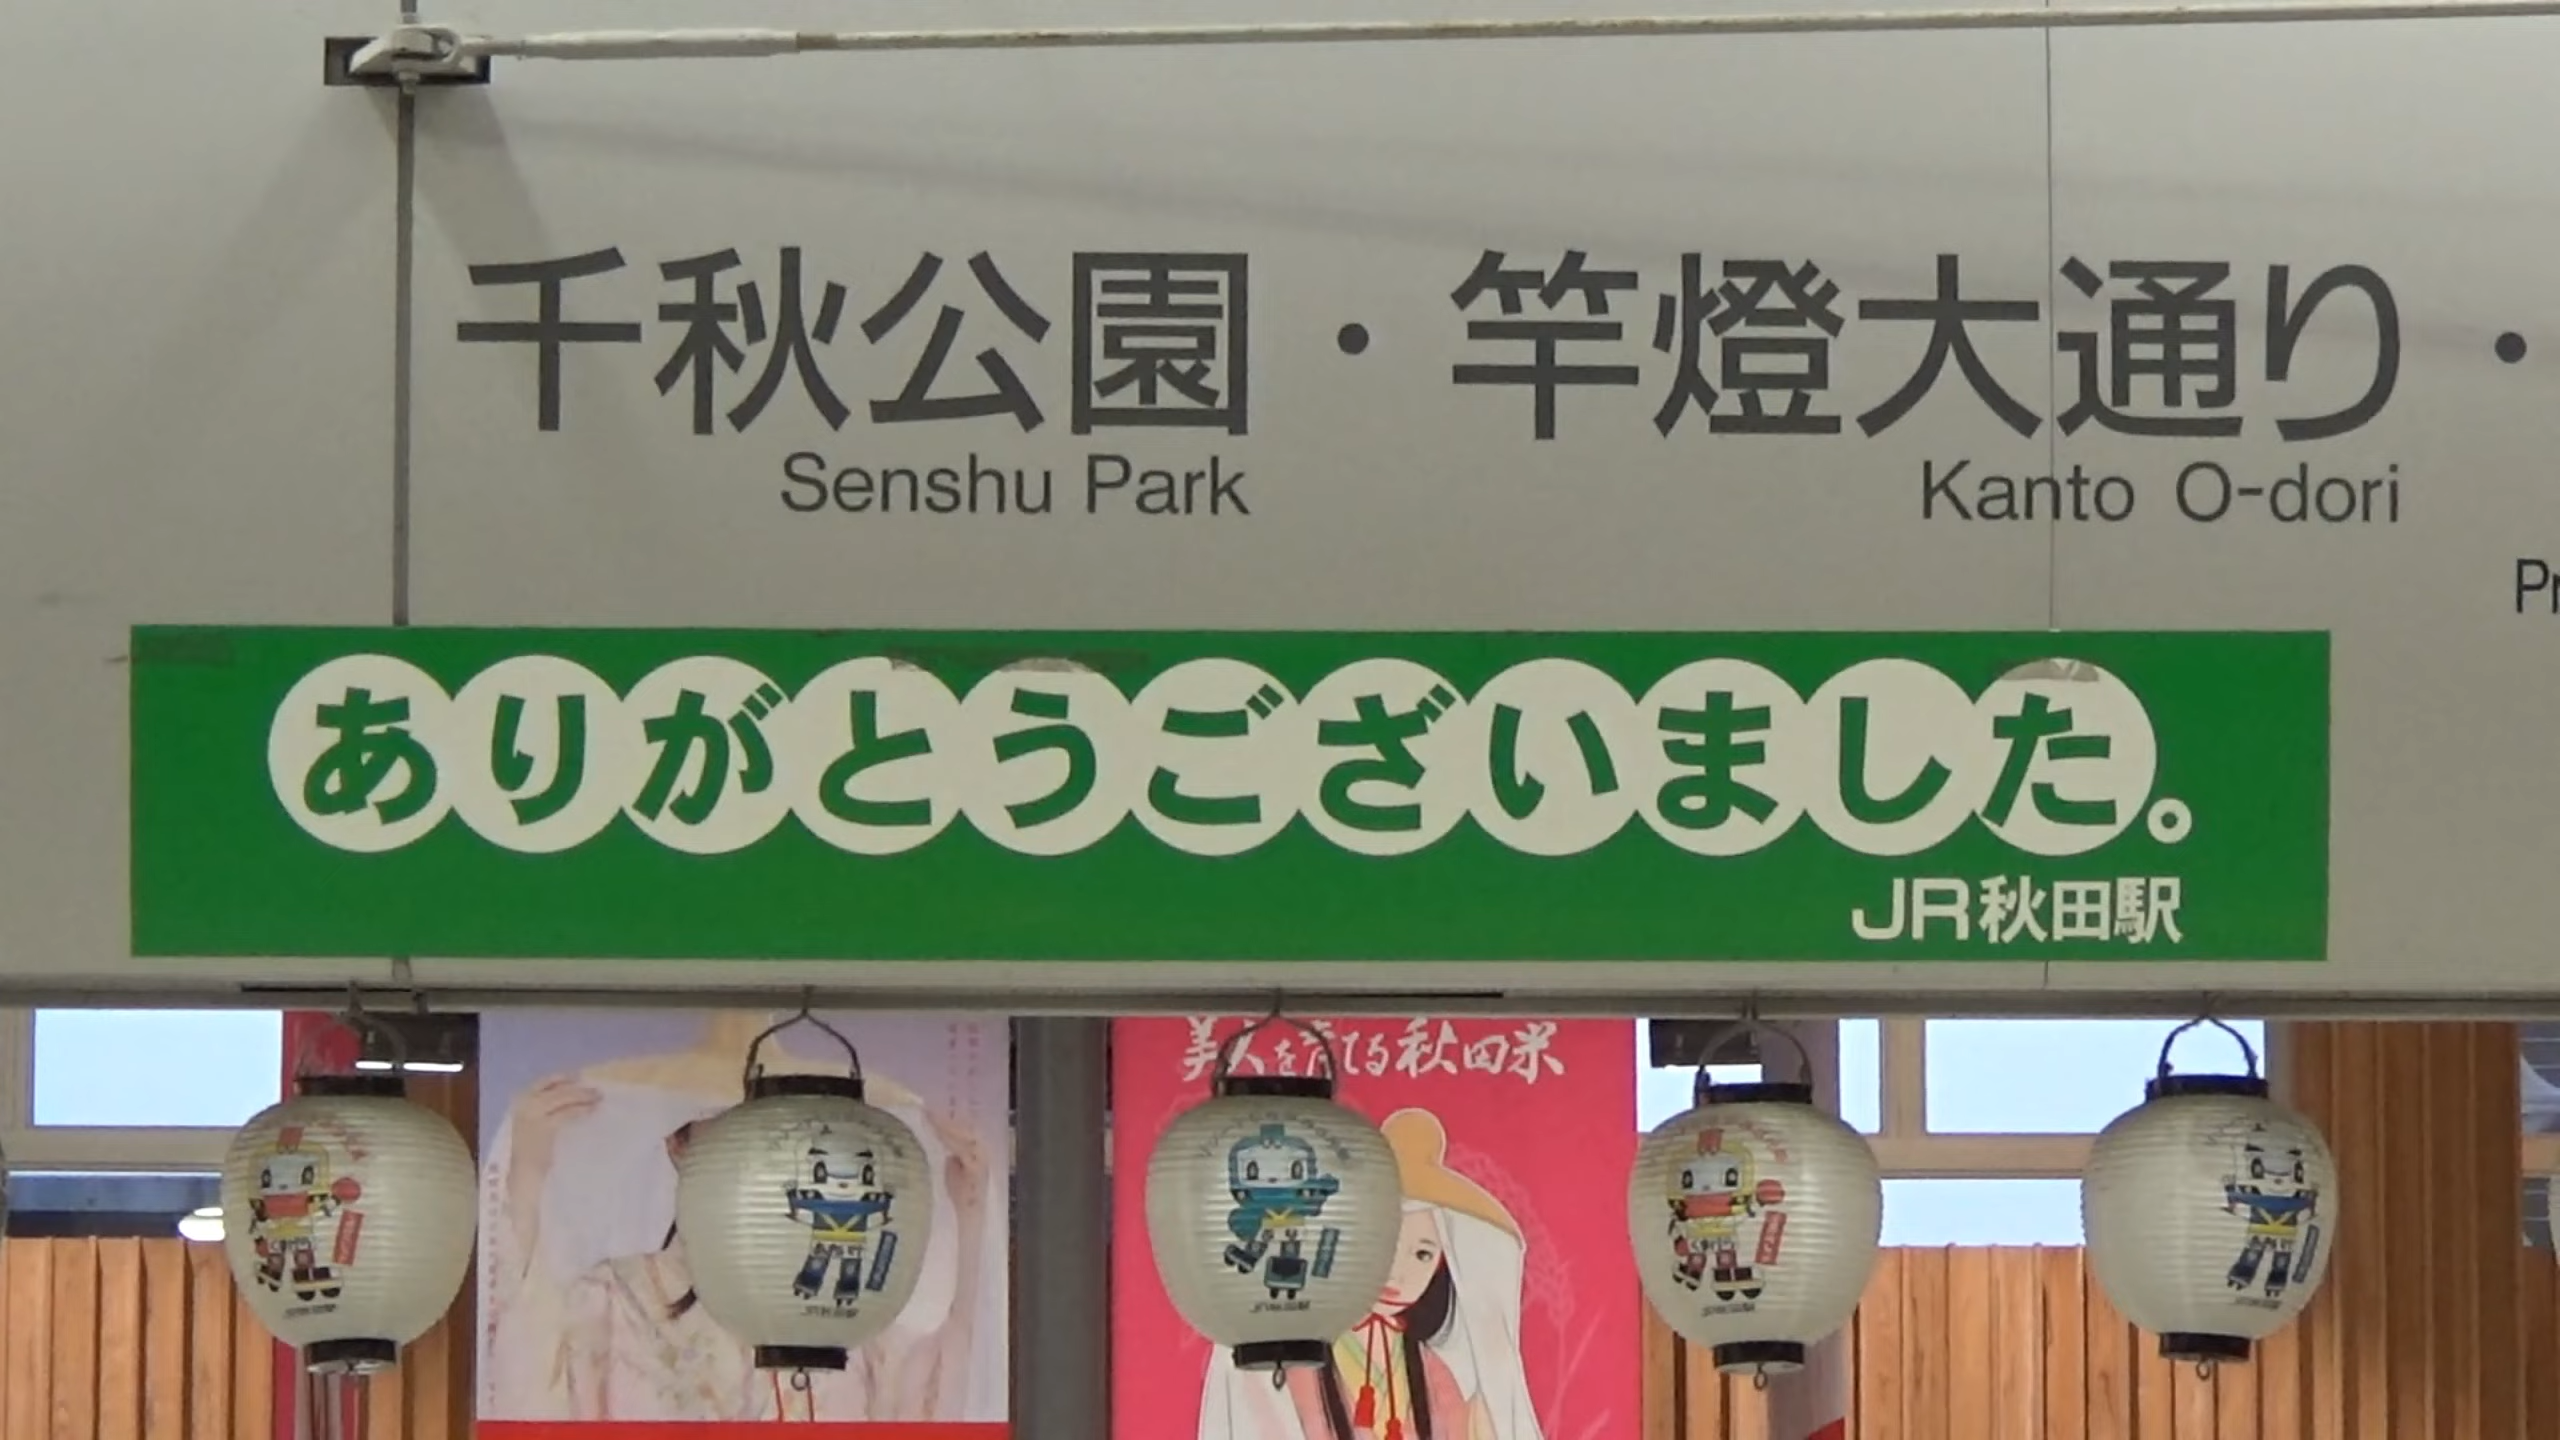 千秋公園・竿燈大通り・
Senshu Park
Kanto O-dori
Pr
ありがとうございました。
JR秋田駅
美人を育てる秋田米